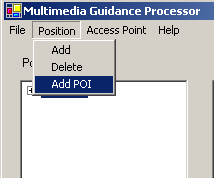 Multimedia Guidance Processor
File Position Access Point Help
Add
Delete
Add POI